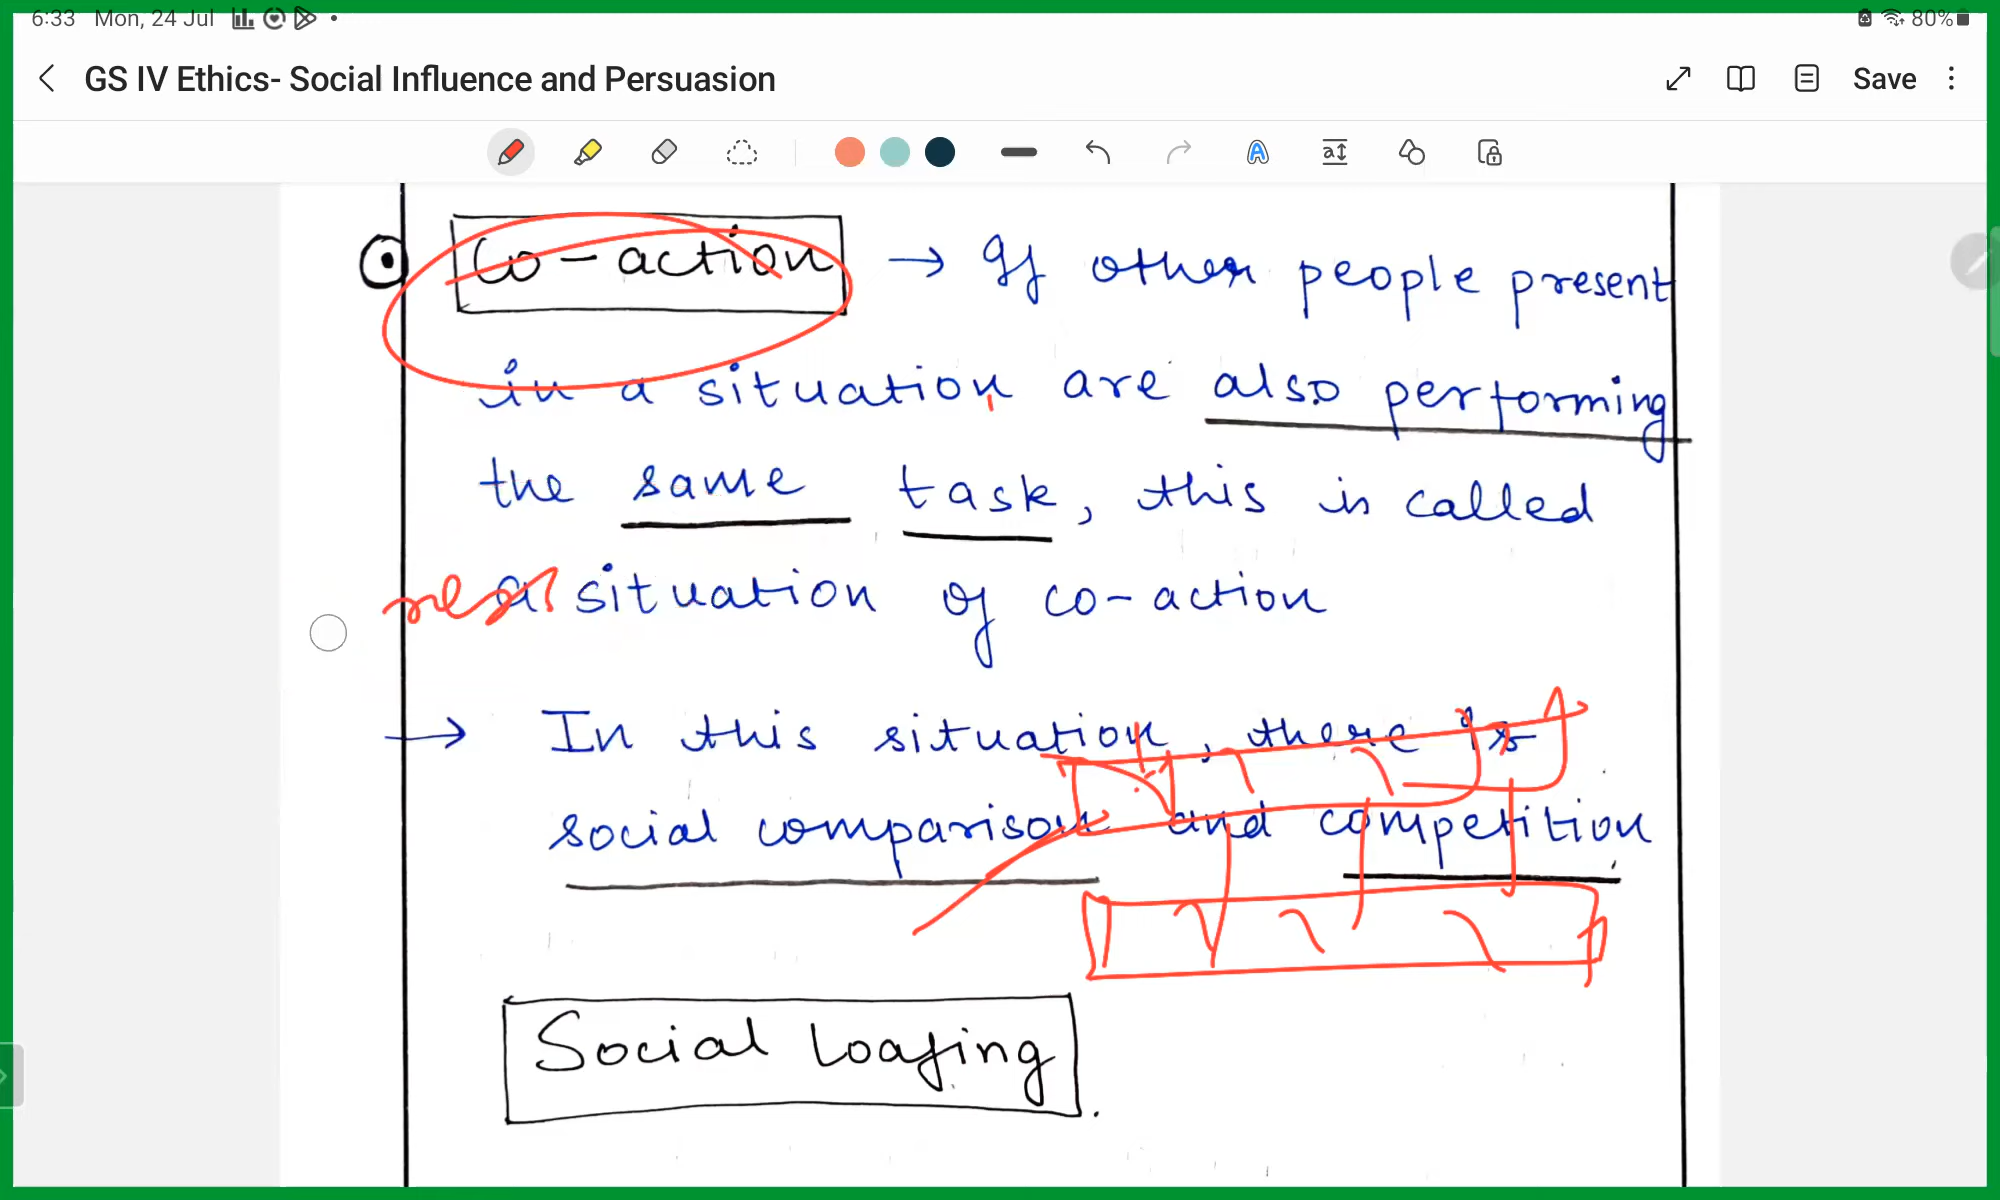 6:33 Mon, 24 Jul 80%
GS IV Ethics- Social Influence and Persuasion Save
Co-action → If other people present
in a situation are also performing
the same task, this is called
a situation of co-action
→ In this situation, there is
social comparison and competition
Social Loafing.